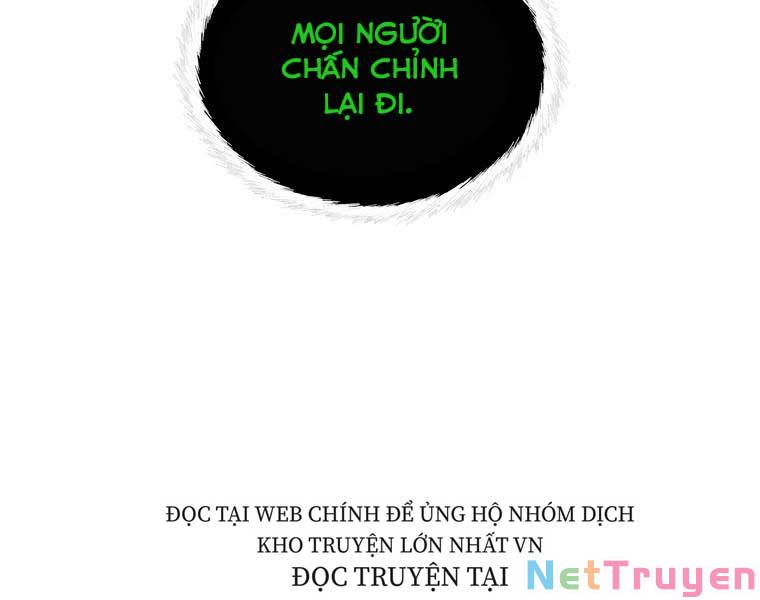 MỌI NGƯỜI
CHẤN CHỈNH
LẠI ĐI.
ĐỌC TẠI WEB CHÍNH ĐỂ ỦNG HỘ NHÓM DỊCH
KHO TRUYỆN LỚN NHẤT VN
ĐỌC TRUYỆN TẠI
NetTruyen